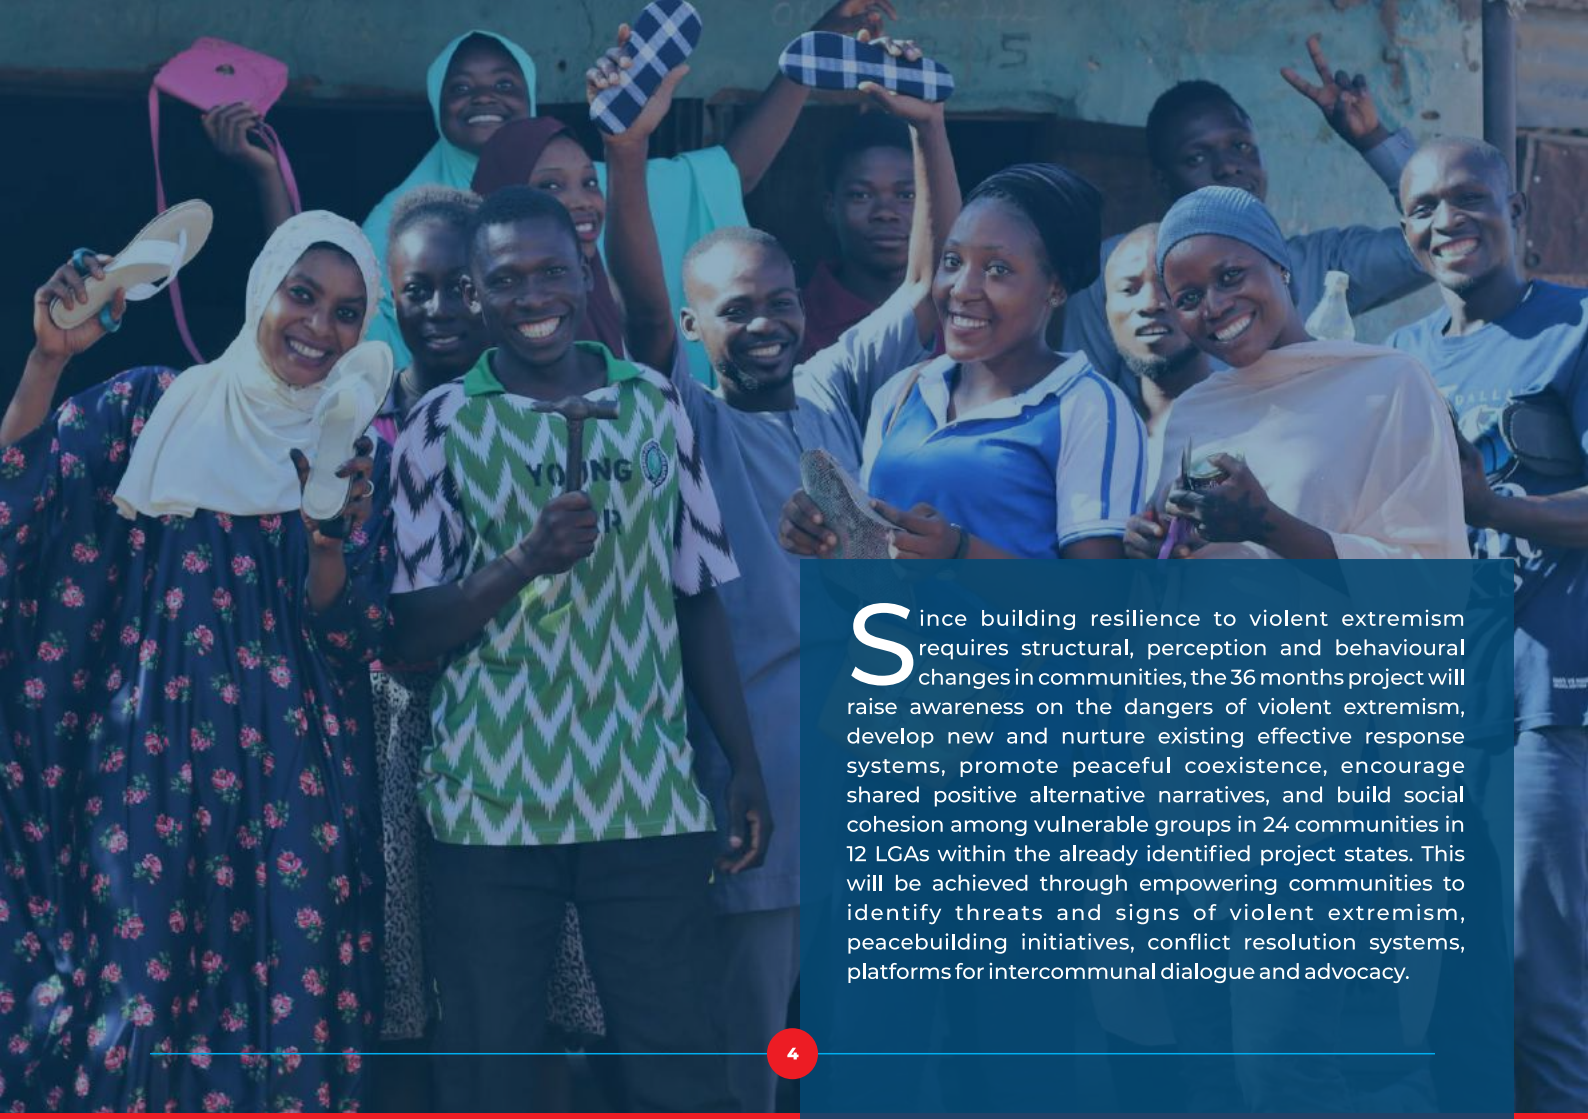 45
YOUNG
DALL
Since building resilience to violent extremism
requires structural, perception and behavioural
changes in communities, the 36 months project will
raise awareness on the dangers of violent extremism,
develop new and nurture existing effective response
systems, promote peaceful coexistence, encourage
shared positive alternative narratives, and build social
cohesion among vulnerable groups in 24 communities in
12 LGAs within the already identified project states. This
will be achieved through empowering communities to
identify threats and signs of violent extremism,
peacebuilding initiatives, conflict resolution systems,
platforms for intercommunal dialogue and advocacy.
4